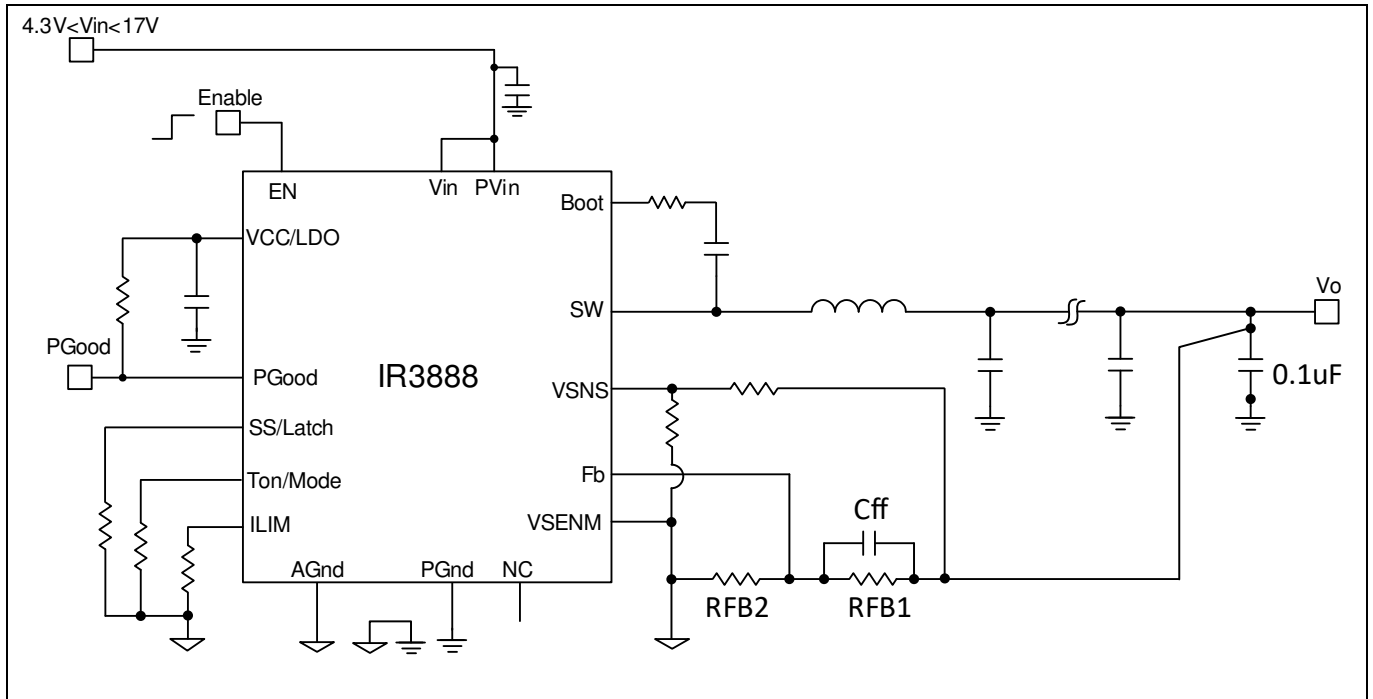 4.3V<Vin<17V
Enable
EN
Vin PVin
Boot
VCC/LDO
SW
Vo
PGood
PGood
IR3888
VSNS
0.1uF
SS/Latch
Ton/Mode
Fb
ILIM
VSENM
Cff
AGnd PGnd NC
RFB2 RFB1